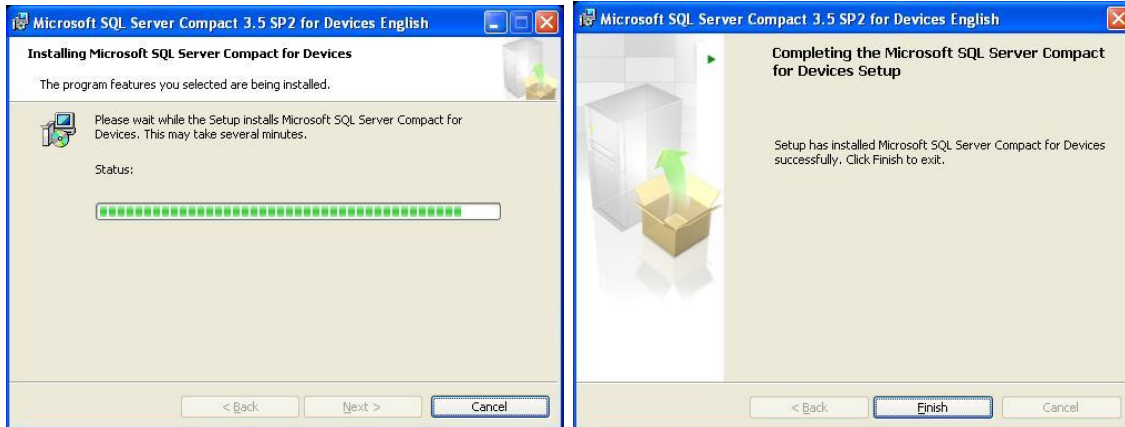 Microsoft SQL Server Compact 3.5 SP2 for Devices English
Installing Microsoft SQL Server Compact for Devices
The program features you selected are being installed.
Please wait while the Setup installs Microsoft SQL Server Compact for
Devices. This may take several minutes.
Status:
< Back
Next >
Cancel
Microsoft SQL Server Compact 3.5 SP2 for Devices English
Completing the Microsoft SQL Server Compact
for Devices Setup
Setup has installed Microsoft SQL Server Compact for Devices
successfully. Click Finish to exit.
< Back
Finish
Cancel